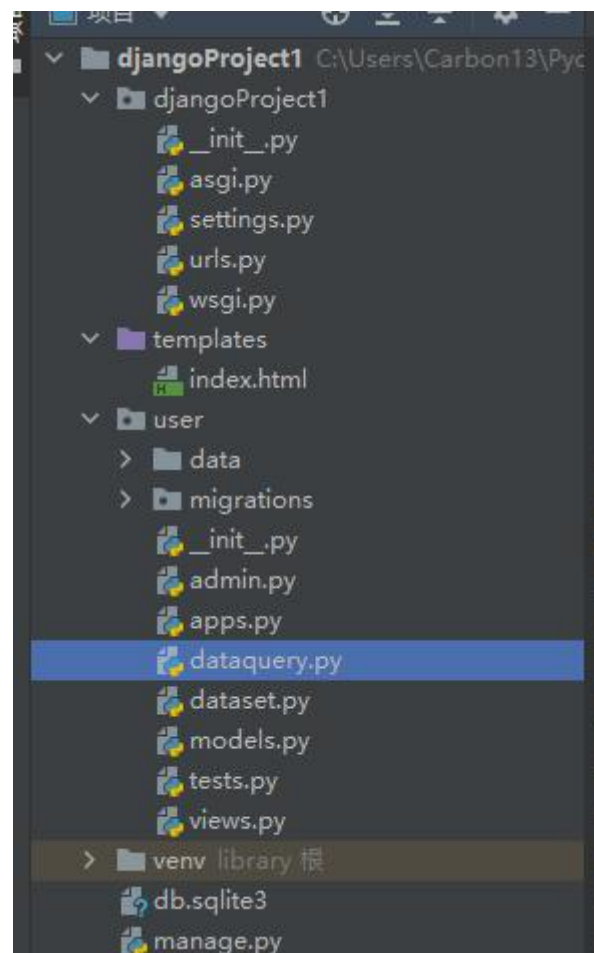 项目
djangoProject1 C:\Users\Carbon13\Pyc
djangoProject1
__init__.py
asgi.py
settings.py
urls.py
wsgi.py
templates
H index.html
user
data
migrations
__init__.py
admin.py
apps.py
dataquery.py
dataset.py
models.py
tests.py
views.py
venv library 根
db.sqlite3
manage.py